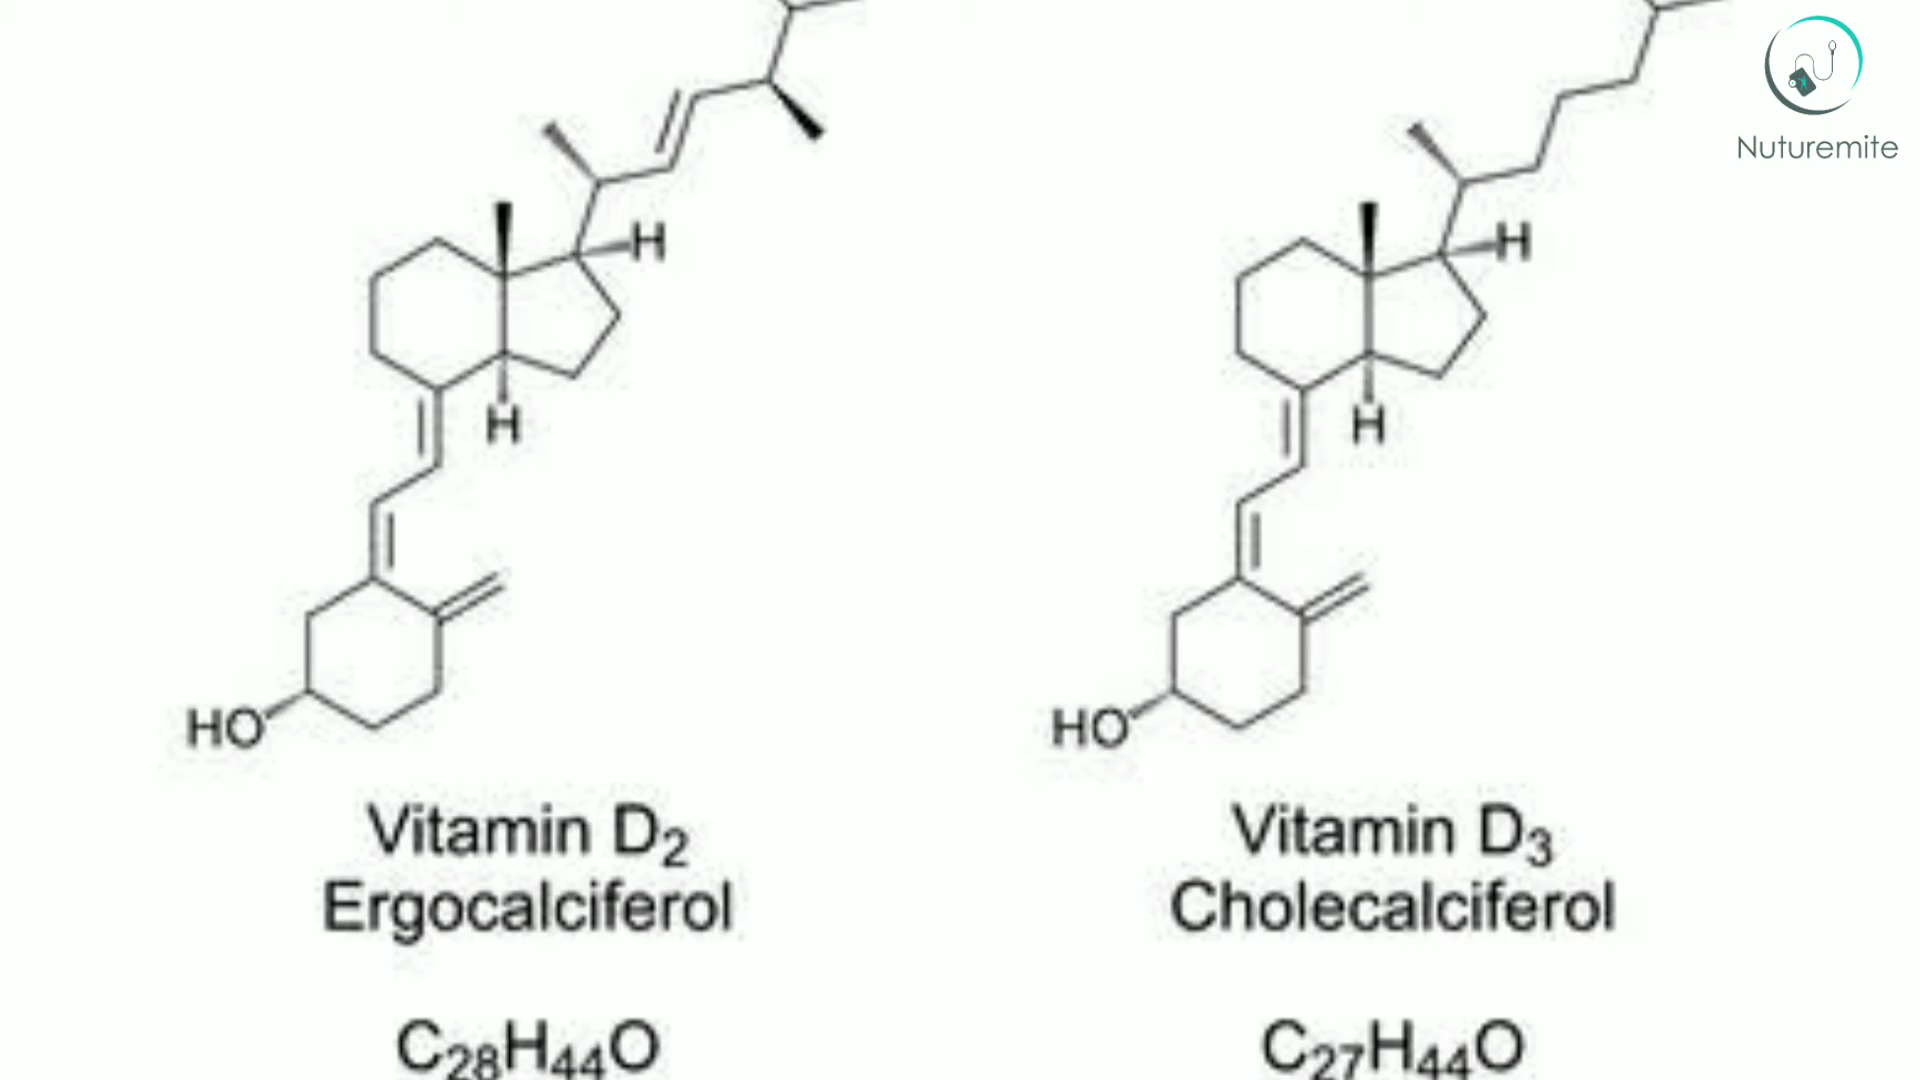 Nuturemite
H
H
H
H
HO
HO
Vitamin D₂
Ergocalciferol
C₂₈H₄₄O
Vitamin D₃
Cholecalciferol
C₂₇H₄₄O